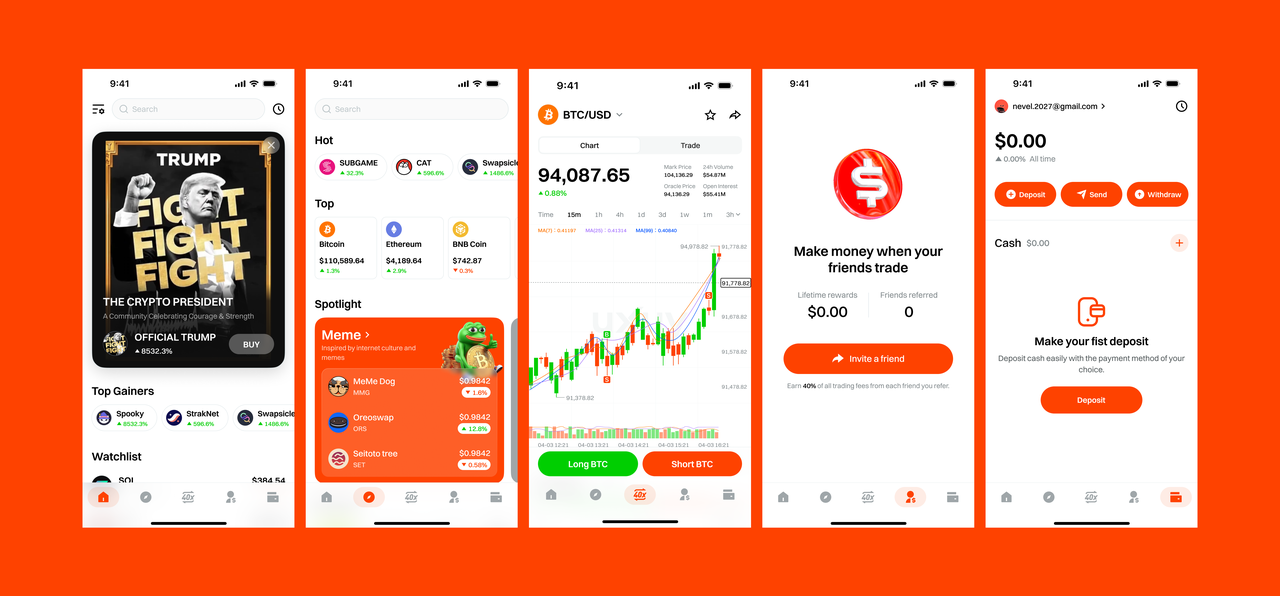 9:41
Search
TRUMP
FIGHT
FIGHT
FIGHT
THE CRYPTO PRESIDENT
A Community Celebrating Courage & Strength
FIGHT
FIGHT
FIGHT
OFFICIAL TRUMP
8532.3%
BUY
Top Gainers
Spooky
8532.3%
StrakNet
596.6%
Swapsicle
1486.6%
Watchlist
SOL
$384.54
40x
9:41
Search
Hot
SUBGAME
32.3%
CAT
596.6%
Swapsicle
1486.6%
Top
Bitcoin
$110,589.64
1.3%
Ethereum
$4,189.64
2.9%
BNB Coin
$742.87
0.3%
Spotlight
Meme
Inspired by internet culture and
memes
MeMe Dog
$0.9842
MMG
1.6%
Oreoswap
$0.9842
ORS
12.8%
Seltoto tree
$0.9842
SET
0.58%
40x
9:41
BTC/USD
Chart
Trade
94,087.65
0.88%
Mark Price
104,136.29
24h Volume
$54.87M
Oracle Price
94,136.29
Open Interest
$55.41M
Time
15m
1h
4h
1d
3d
1w
1m
3h
MA(7) : 0.41197
MA(25) : 0.41314
MA(99) : 0.40840
94,978.82
91,778.82
91,778.82
S
91,678.82
B
91,578.82
S
91,478.82
91,378.82
04-03 12:21
04-03 13:21
04-03 14:21
04-03 15:21
04-03 16:21
Long BTC
Short BTC
40x
9:41
Make money when your
friends trade
Lifetime rewards
$0.00
Friends referred
0
Invite a friend
Earn 40% of all trading fees from each friend you refer.
40x
9:41
nevel.2027@gmail.com
$0.00
0.00% All time
Deposit
Send
Withdraw
Cash $0.00
Make your fist deposit
Deposit cash easily with the payment method of your
choice.
Deposit
40x